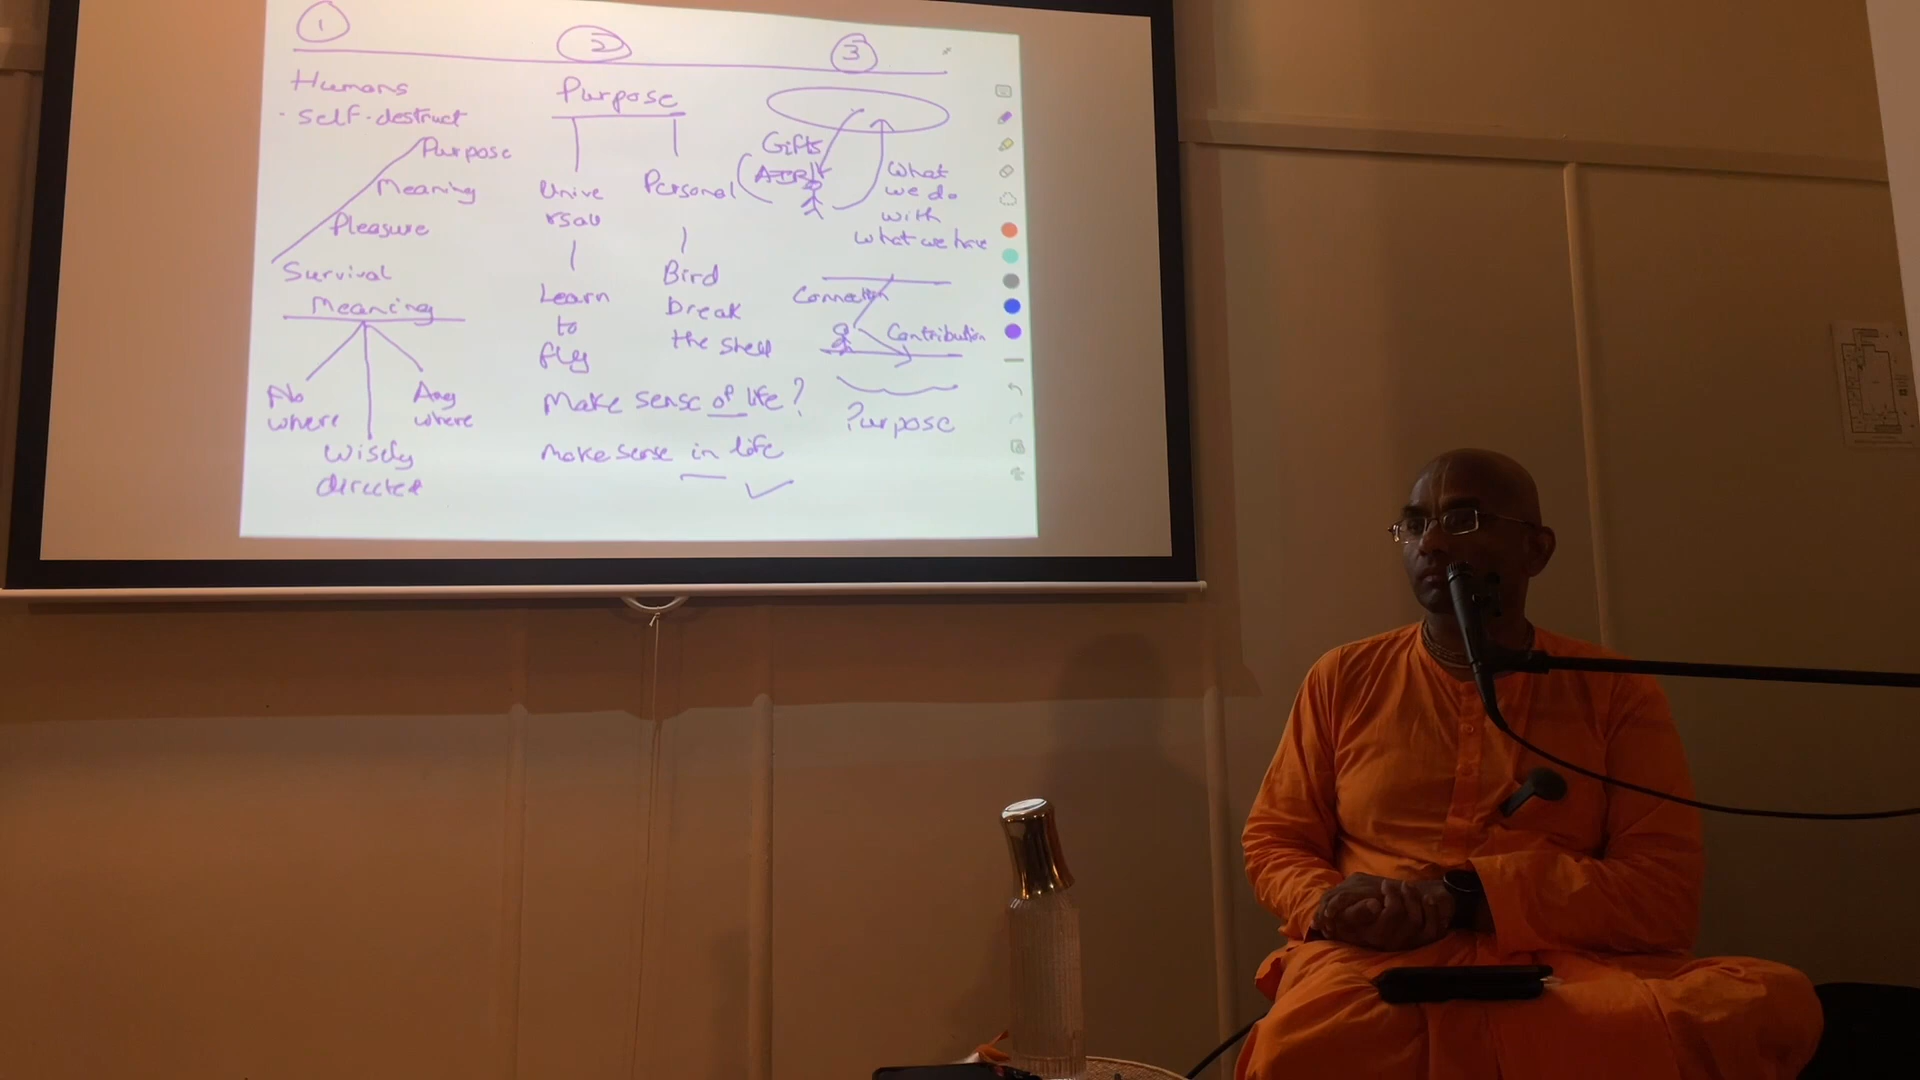 1
Humans
· Self-destruct
Purpose
Meaning
Pleasure
Survival
Meaning
No
where
Any
where
Wisely
directed
2
Purpose
Unive
rsal
Personal
Learn
to
fly
Bird
break
the shell
Make sense of life?
Make sense in life
3
Gifts
What
we do
with
what we have
Connection
Contribution
Purpose